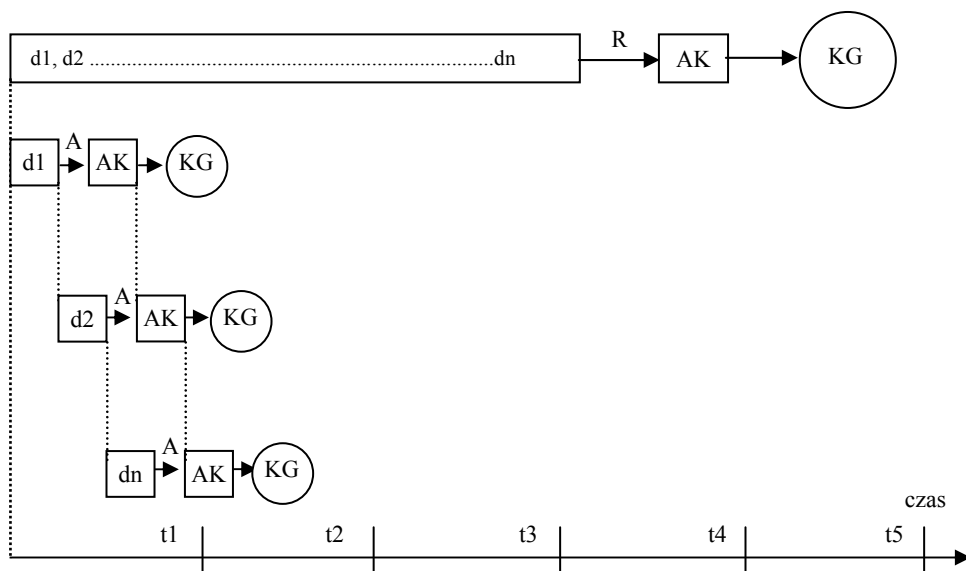 R
d1, d2 ......................................................................dn
AK
KG
A
d1
AK
KG
A
d2
AK
KG
A
dn
AK
KG
czas
t1
t2
t3
t4
t5